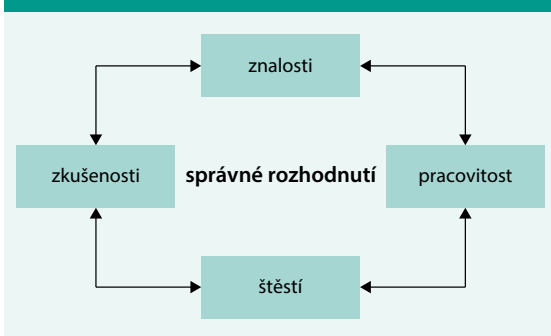 znalosti
zkušenosti
správné rozhodnutí
pracovitost
štěstí